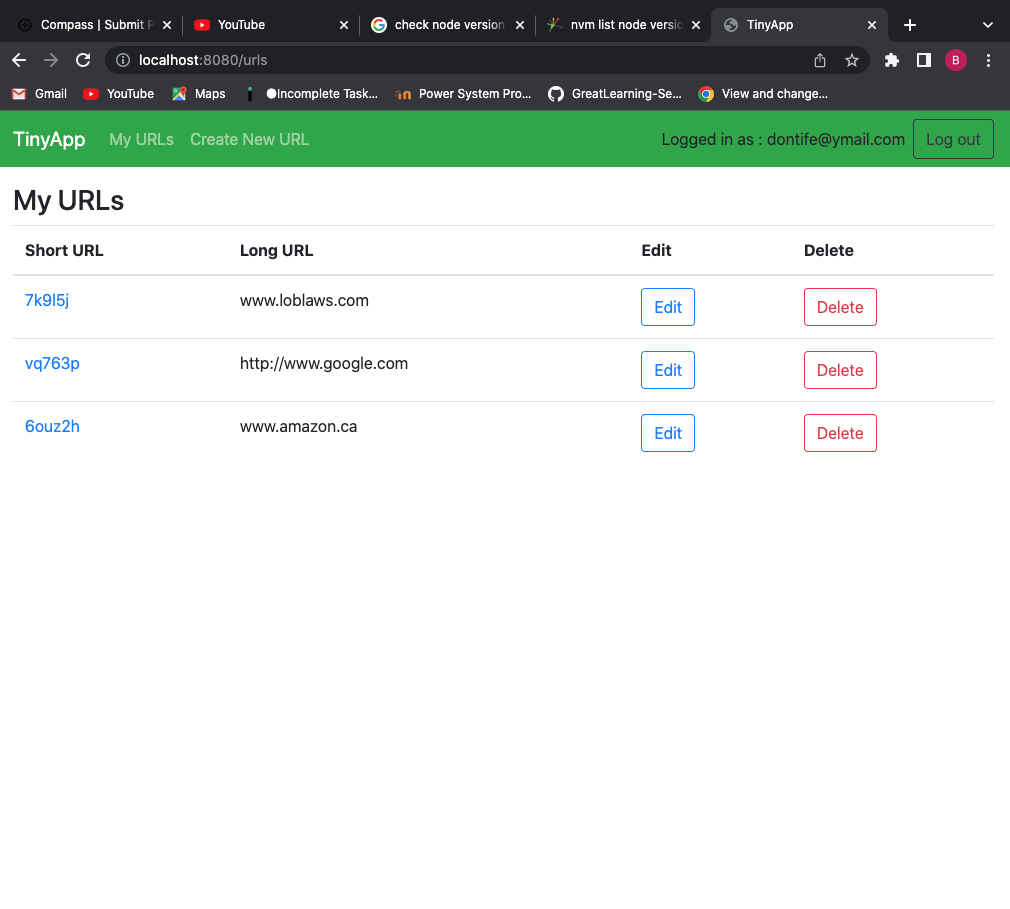 Compass | Submit P YouTube check node version nvm list node versio TinyApp
localhost:8080/urls B
Gmail YouTube Maps Incomplete Task... Power System Pro... GreatLearning-Se... View and change...
TinyApp My URLs Create New URL Logged in as : dontife@ymail.com Log out
My URLs
Short URL Long URL Edit Delete
7k9l5j www.loblaws.com Edit Delete
vq763p http://www.google.com Edit Delete
6ouz2h www.amazon.ca Edit Delete